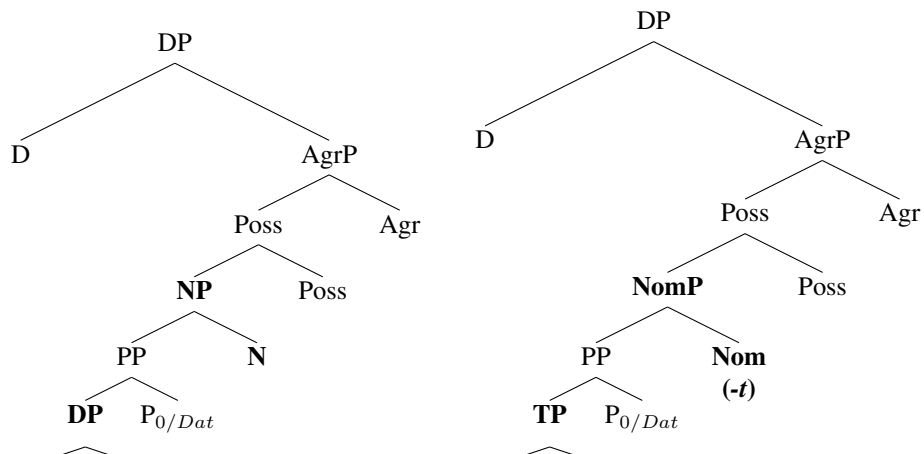 DP
DP
D
AgrP
D
AgrP
Poss
Agr
Poss
Agr
NP
Poss
NomP
Poss
PP
N
PP
Nom
(-t)
DP
P0/Dat
TP
P0/Dat